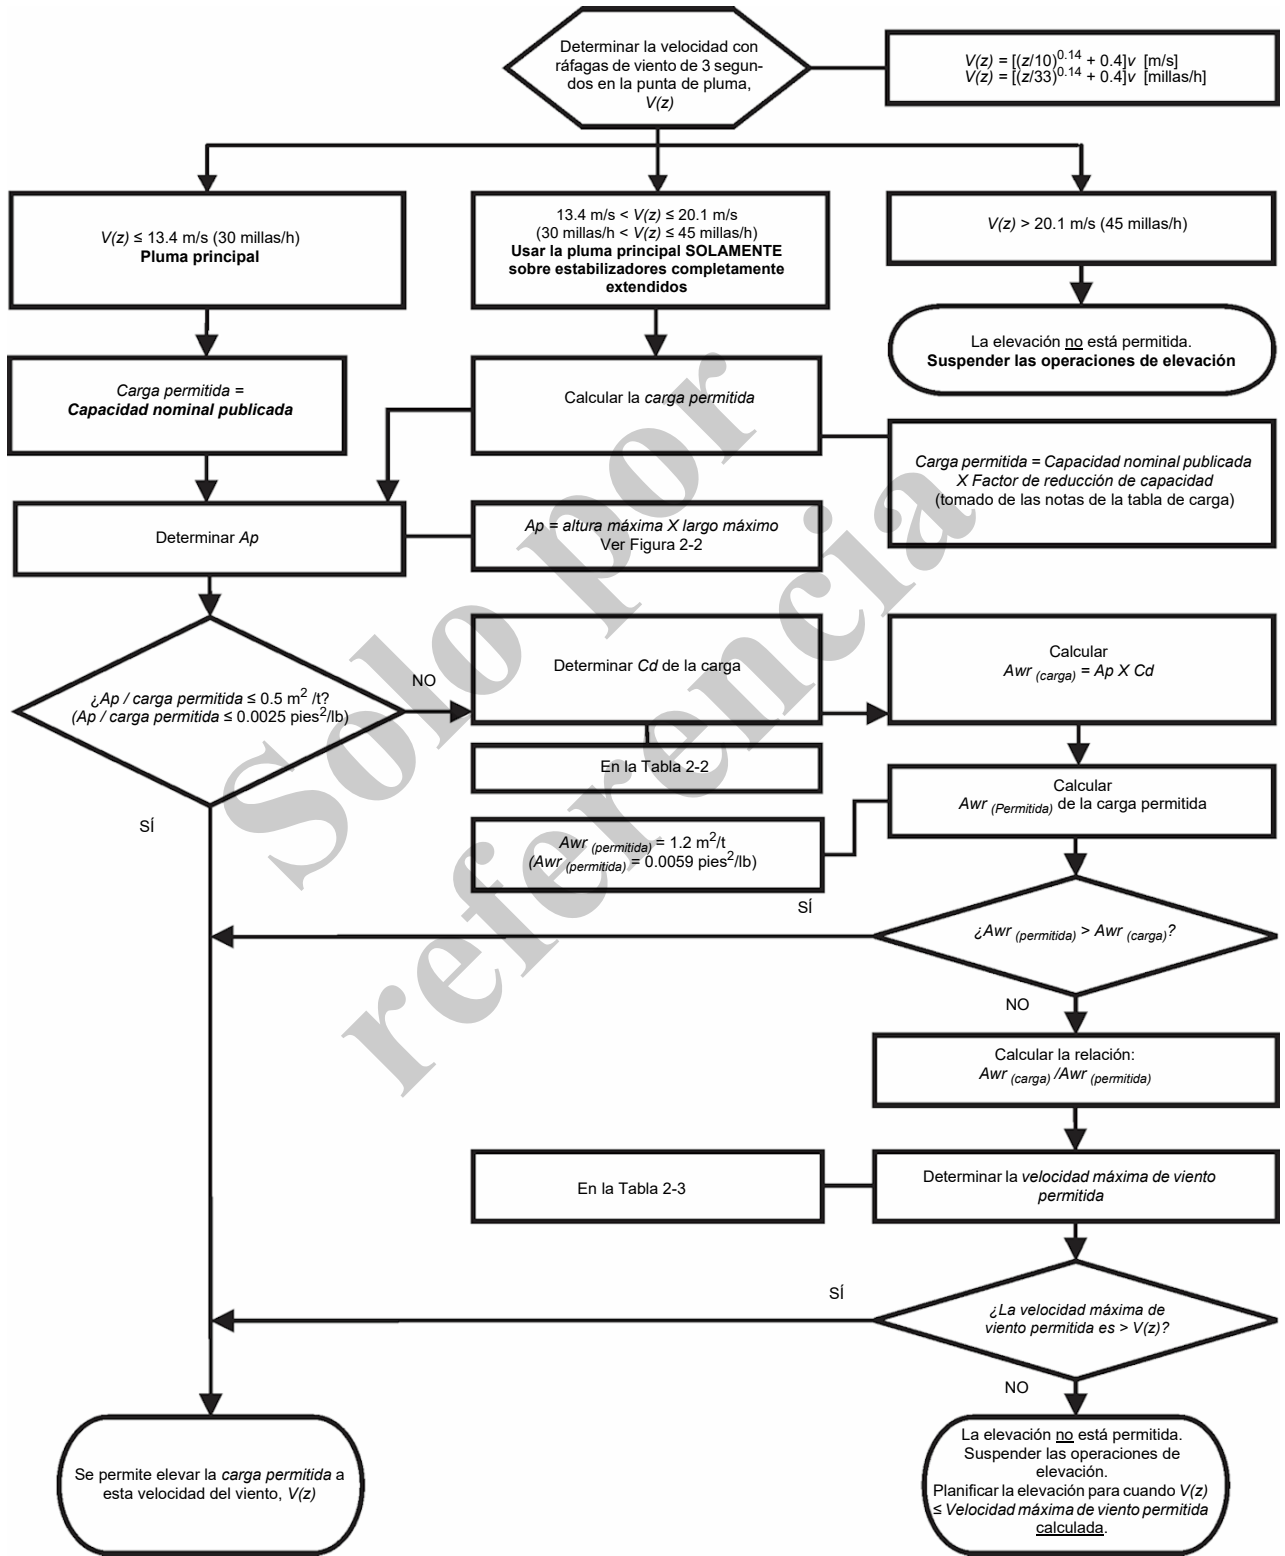 Determinar la velocidad con
ráfagas de viento de 3 segun-
dos en la punta de pluma,
V(z)
V(z) = [(z/10)^0.14 + 0.4]v [m/s]
V(z) = [(z/33)^0.14 + 0.4]v [millas/h]
V(z) ≤ 13.4 m/s (30 millas/h)
Pluma principal
13.4 m/s < V(z) ≤ 20.1 m/s
(30 millas/h < V(z) ≤ 45 millas/h)
Usar la pluma principal SOLAMENTE
sobre estabilizadores completamente
extendidos
V(z) > 20.1 m/s (45 millas/h)
La elevación no está permitida.
Suspender las operaciones de elevación
Carga permitida =
Capacidad nominal publicada
Calcular la carga permitida
Carga permitida = Capacidad nominal publicada
X Factor de reducción de capacidad
(tomado de las notas de la tabla de carga)
Determinar Ap
Ap = altura máxima X largo máximo
Ver Figura 2-2
¿Ap / carga permitida ≤ 0.5 m² /t?
(Ap / carga permitida ≤ 0.0025 pies²/lb)
NO
SÍ
Determinar Cd de la carga
En la Tabla 2-2
Calcular
Awr (carga) = Ap X Cd
Calcular
Awr (Permitida) de la carga permitida
Awr (permitida) = 1.2 m²/t
(Awr (permitida) = 0.0059 pies²/lb)
SÍ
¿Awr (permitida) > Awr (carga)?
NO
Calcular la relación:
Awr (carga) /Awr (permitida)
En la Tabla 2-3
Determinar la velocidad máxima de viento
permitida
SÍ
¿La velocidad máxima de
viento permitida es > V(z)?
NO
Se permite elevar la carga permitida a
esta velocidad del viento, V(z)
La elevación no está permitida.
Suspender las operaciones de
elevación.
Planificar la elevación para cuando V(z)
≤ Velocidad máxima de viento permitida
calculada.
Solo por
referencia